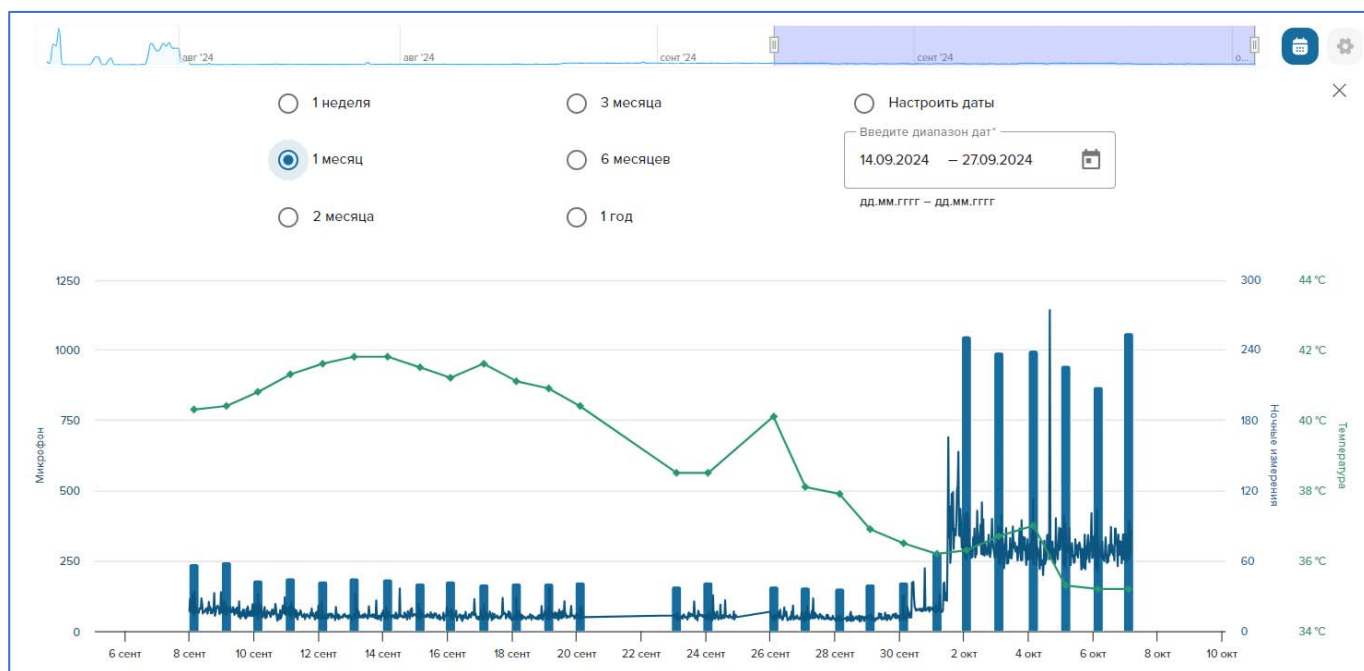 авг '24 авг '24 сент '24 сент '24 о...
1 неделя 3 месяца Настроить даты
Введите диапазон дат*
1 месяц 6 месяцев 14.09.2024 – 27.09.2024
дд.мм.гггг – дд.мм.гггг
2 месяца 1 год
1250 300 44 °C
1000 240 42 °C
750 180 40 °C
Микрофон Ночные измерения Температура
500 120 38 °C
250 60 36 °C
0 0 34 °C
6 сент 8 сент 10 сент 12 сент 14 сент 16 сент 18 сент 20 сент 22 сент 24 сент 26 сент 28 сент 30 сент 2 окт 4 окт 6 окт 8 окт 10 окт